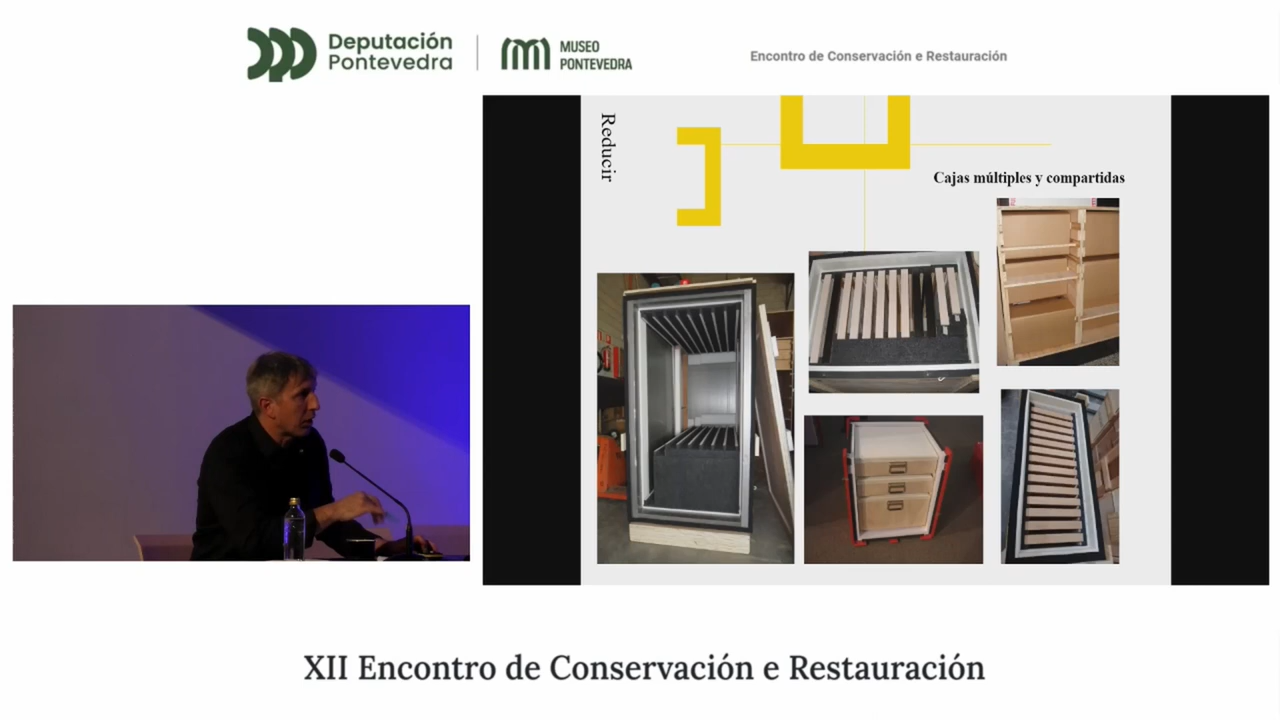 Deputación
Pontevedra
MUSEO
PONTEVEDRA
Encontro de Conservación e Restauración
Reducir
Cajas múltiples y compartidas
XII Encontro de Conservación e Restauración